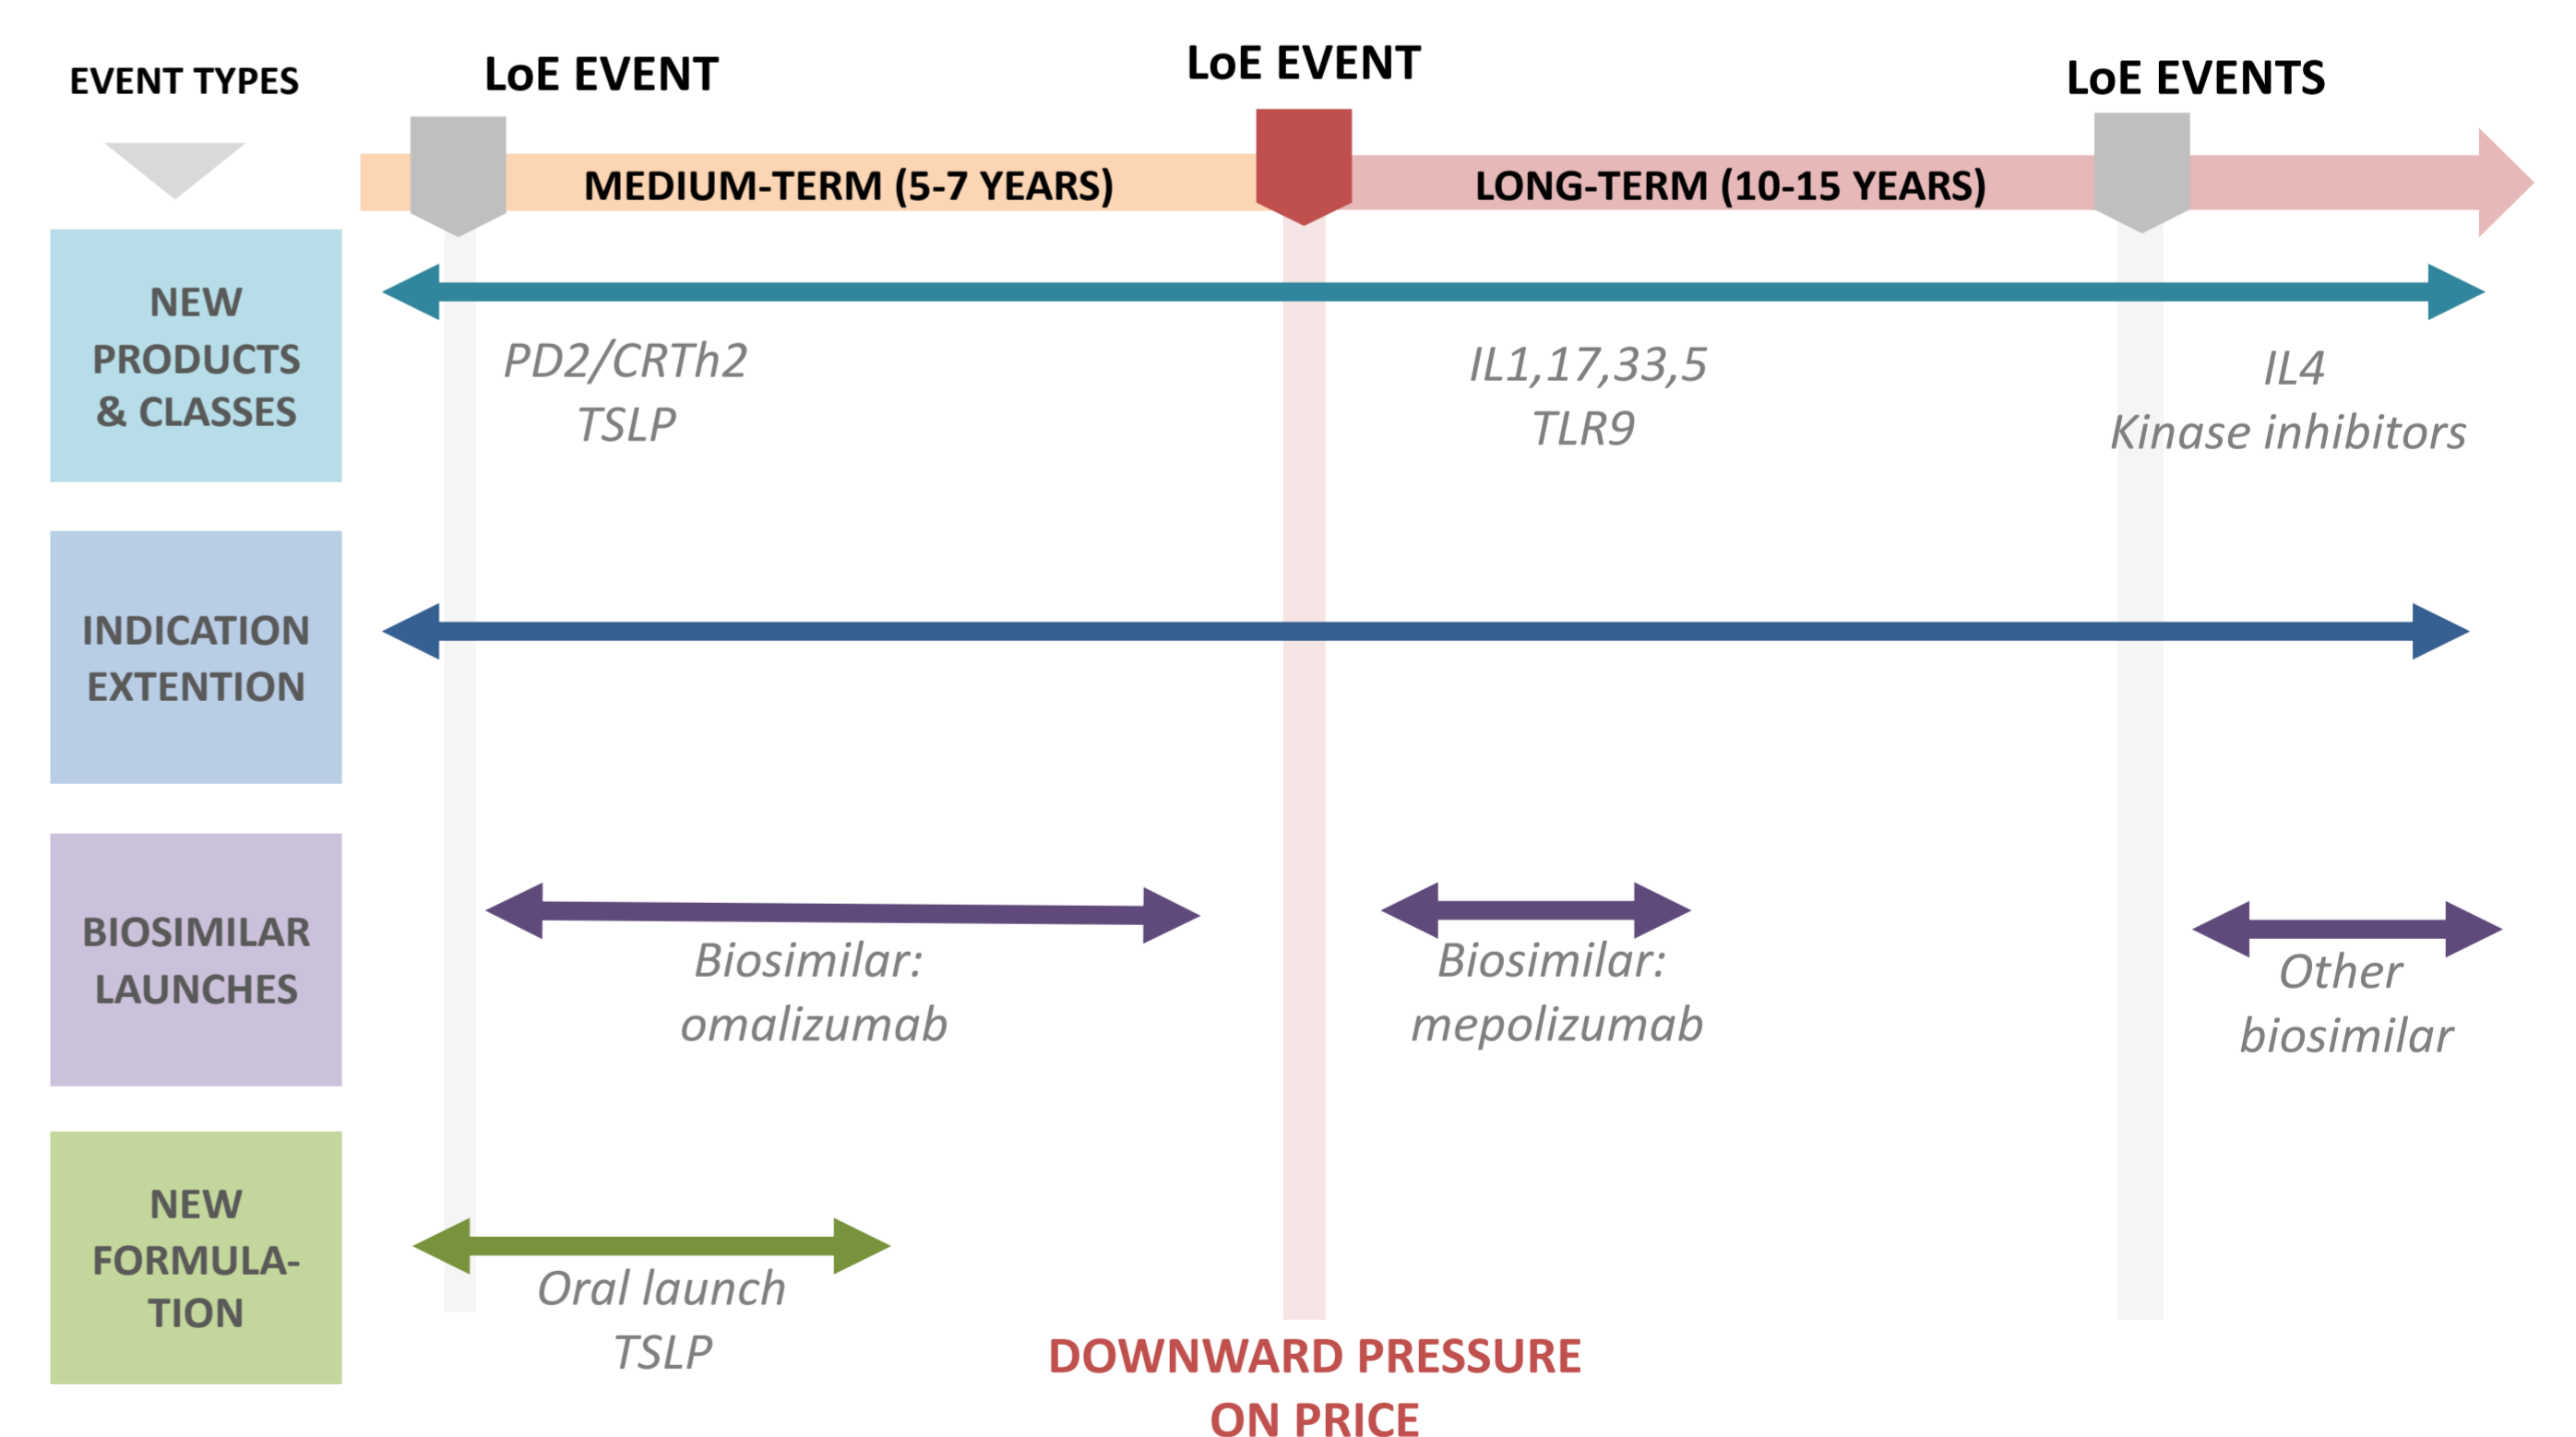 EVENT TYPES
LoE EVENT
LoE EVENT
LoE EVENTS
MEDIUM-TERM (5-7 YEARS)
LONG-TERM (10-15 YEARS)
NEW
PRODUCTS
& CLASSES
PD2/CRTh2
TSLP
IL1,17,33,5
TLR9
IL4
Kinase inhibitors
INDICATION
EXTENTION
BIOSIMILAR
LAUNCHES
Biosimilar:
omalizumab
Biosimilar:
mepolizumab
Other
biosimilar
NEW
FORMULA-
TION
Oral launch
TSLP
DOWNWARD PRESSURE
ON PRICE